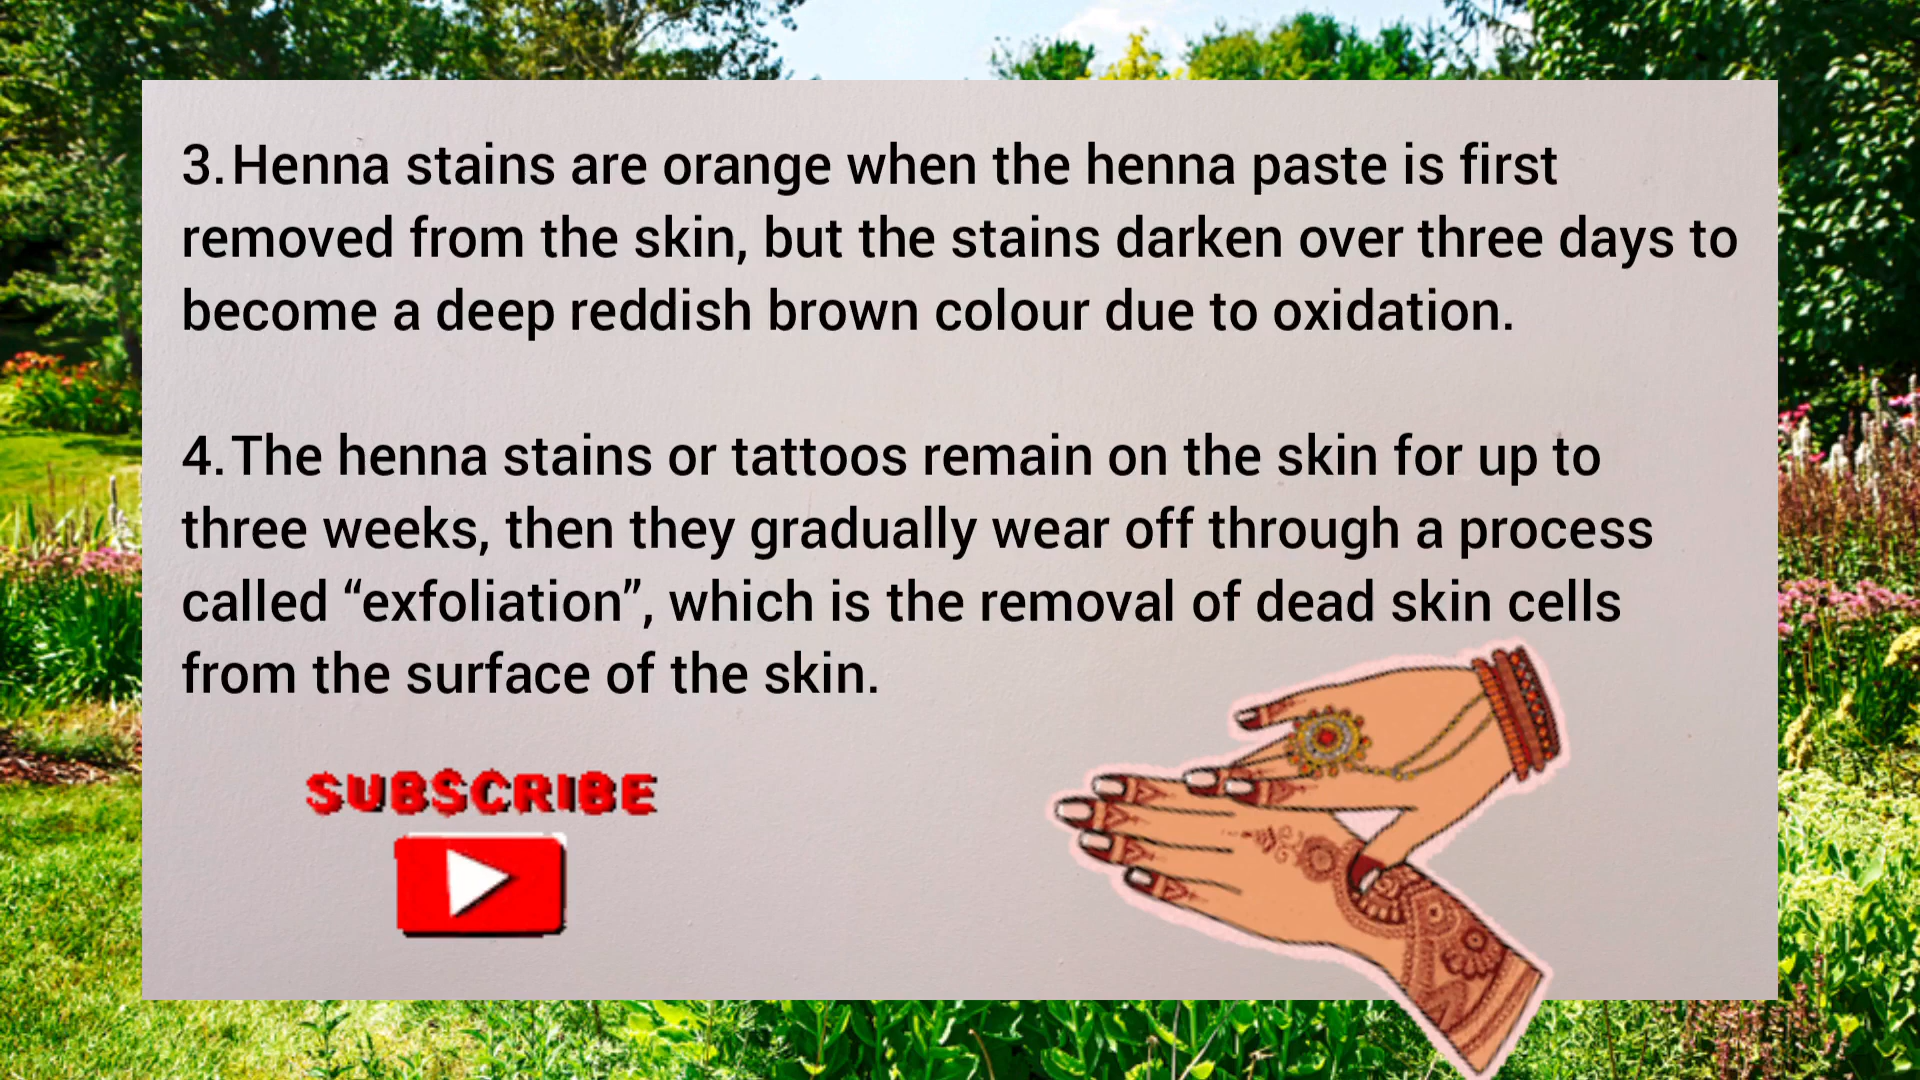 3. Henna stains are orange when the henna paste is first
removed from the skin, but the stains darken over three days to
become a deep reddish brown colour due to oxidation.
4. The henna stains or tattoos remain on the skin for up to
three weeks, then they gradually wear off through a process
called “exfoliation”, which is the removal of dead skin cells
from the surface of the skin.
SUBSCRIBE